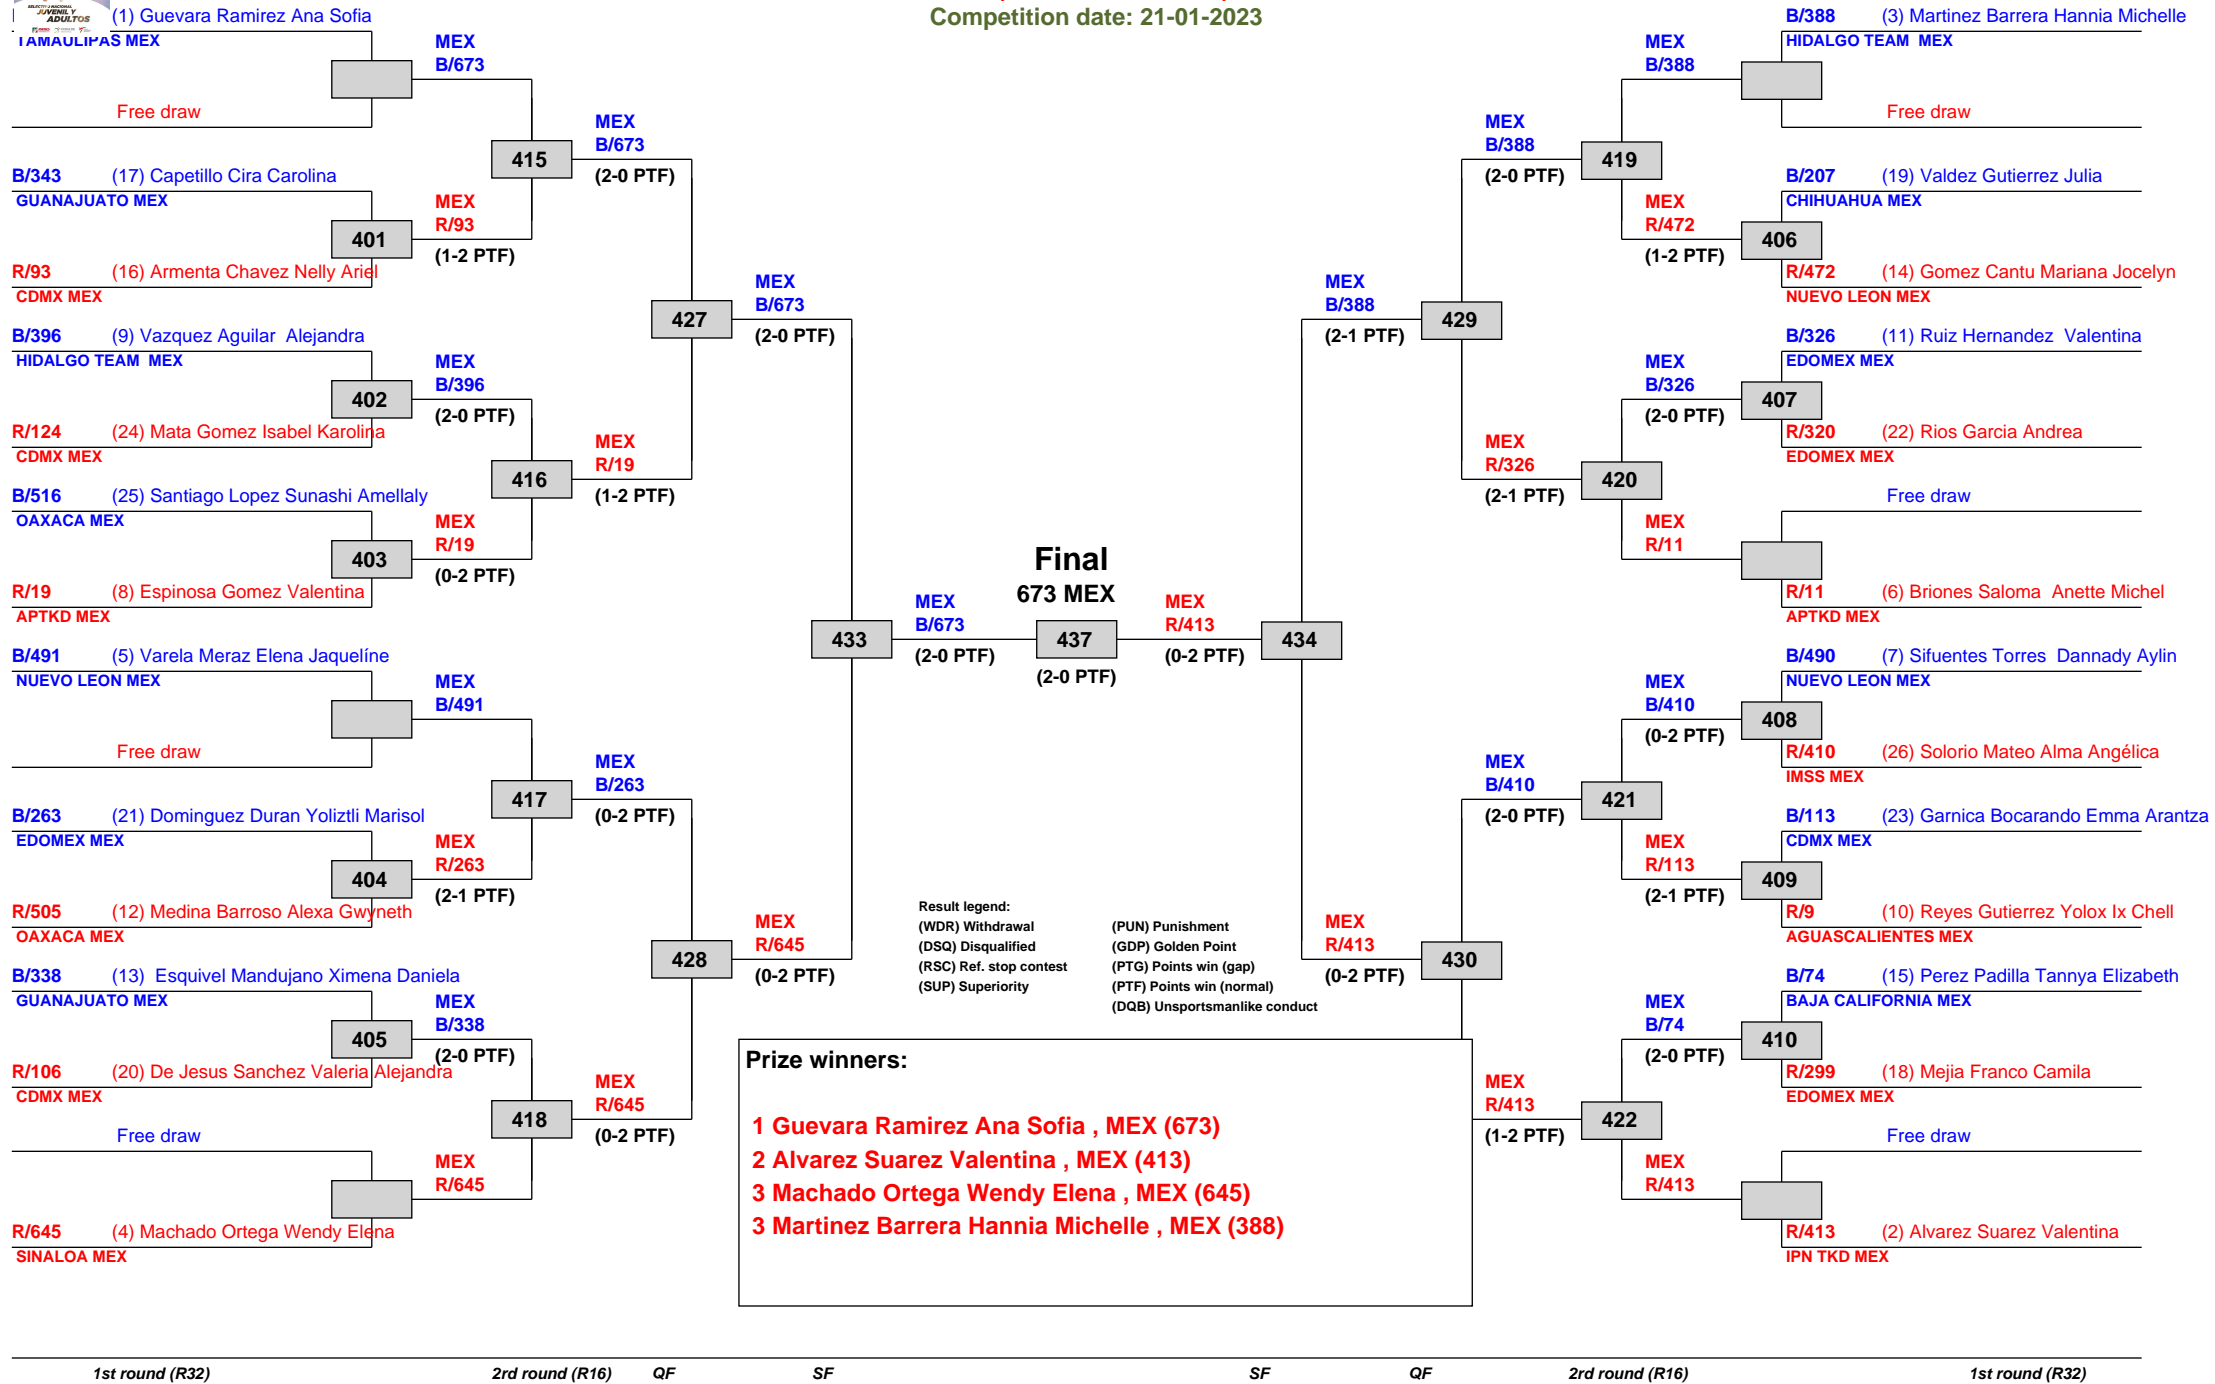 SELECTIVO NACIONAL
JUVENIL Y
ADULTOS
(1) Guevara Ramirez Ana Sofia
TAMAULIPAS MEX
Free draw
B/343 (17) Capetillo Cira Carolina
GUANAJUATO MEX
401
R/93 (16) Armenta Chavez Nelly Ariel
CDMX MEX
B/396 (9) Vazquez Aguilar Alejandra
HIDALGO TEAM MEX
402
R/124 (24) Mata Gomez Isabel Karolina
CDMX MEX
B/516 (25) Santiago Lopez Sunashi Amellaly
OAXACA MEX
403
R/19 (8) Espinosa Gomez Valentina
APTKD MEX
B/491 (5) Varela Meraz Elena Jaquelíne
NUEVO LEON MEX
Free draw
B/263 (21) Dominguez Duran Yoliztli Marisol
EDOMEX MEX
404
R/505 (12) Medina Barroso Alexa Gwyneth
OAXACA MEX
B/338 (13) Esquivel Mandujano Ximena Daniela
GUANAJUATO MEX
405
R/106 (20) De Jesus Sanchez Valeria Alejandra
CDMX MEX
Free draw
R/645 (4) Machado Ortega Wendy Elena
SINALOA MEX
MEX
B/673
415
MEX
R/93
(1-2 PTF)
MEX
B/396
(2-0 PTF)
416
MEX
R/19
(0-2 PTF)
MEX
B/491
417
MEX
R/263
(2-1 PTF)
MEX
B/338
(2-0 PTF)
418
MEX
R/645
MEX
B/673
(2-0 PTF)
427
MEX
R/19
(1-2 PTF)
MEX
B/263
(0-2 PTF)
428
MEX
R/645
(0-2 PTF)
MEX
B/673
(2-0 PTF)
433
MEX
R/645
(0-2 PTF)
Competition date: 21-01-2023
Final
673 MEX
MEX
B/673
(2-0 PTF)
437
(2-0 PTF)
MEX
R/413
(0-2 PTF)
434
MEX
B/388
(2-1 PTF)
429
MEX
R/413
(0-2 PTF)
430
MEX
B/388
(2-0 PTF)
419
MEX
R/326
(2-1 PTF)
420
MEX
B/410
(2-0 PTF)
421
MEX
R/413
(1-2 PTF)
422
MEX
B/388
MEX
R/472
(1-2 PTF)
406
MEX
B/326
(2-0 PTF)
407
MEX
R/11
MEX
B/410
(0-2 PTF)
408
MEX
R/113
(2-1 PTF)
409
MEX
B/74
(2-0 PTF)
410
MEX
R/413
B/388 (3) Martinez Barrera Hannia Michelle
HIDALGO TEAM MEX
Free draw
B/207 (19) Valdez Gutierrez Julia
CHIHUAHUA MEX
R/472 (14) Gomez Cantu Mariana Jocelyn
NUEVO LEON MEX
B/326 (11) Ruiz Hernandez Valentina
EDOMEX MEX
R/320 (22) Rios Garcia Andrea
EDOMEX MEX
Free draw
R/11 (6) Briones Saloma Anette Michel
APTKD MEX
B/490 (7) Sifuentes Torres Dannady Aylin
NUEVO LEON MEX
R/410 (26) Solorio Mateo Alma Angélica
IMSS MEX
B/113 (23) Garnica Bocarando Emma Arantza
CDMX MEX
R/9 (10) Reyes Gutierrez Yolox Ix Chell
AGUASCALIENTES MEX
B/74 (15) Perez Padilla Tannya Elizabeth
BAJA CALIFORNIA MEX
R/299 (18) Mejia Franco Camila
EDOMEX MEX
Free draw
R/413 (2) Alvarez Suarez Valentina
IPN TKD MEX
Result legend:
(WDR) Withdrawal (PUN) Punishment
(DSQ) Disqualified (GDP) Golden Point
(RSC) Ref. stop contest (PTG) Points win (gap)
(SUP) Superiority (PTF) Points win (normal)
(DQB) Unsportsmanlike conduct
Prize winners:
1 Guevara Ramirez Ana Sofia , MEX (673)
2 Alvarez Suarez Valentina , MEX (413)
3 Machado Ortega Wendy Elena , MEX (645)
3 Martinez Barrera Hannia Michelle , MEX (388)
1st round (R32) 2rd round (R16) QF SF SF QF 2rd round (R16) 1st round (R32)